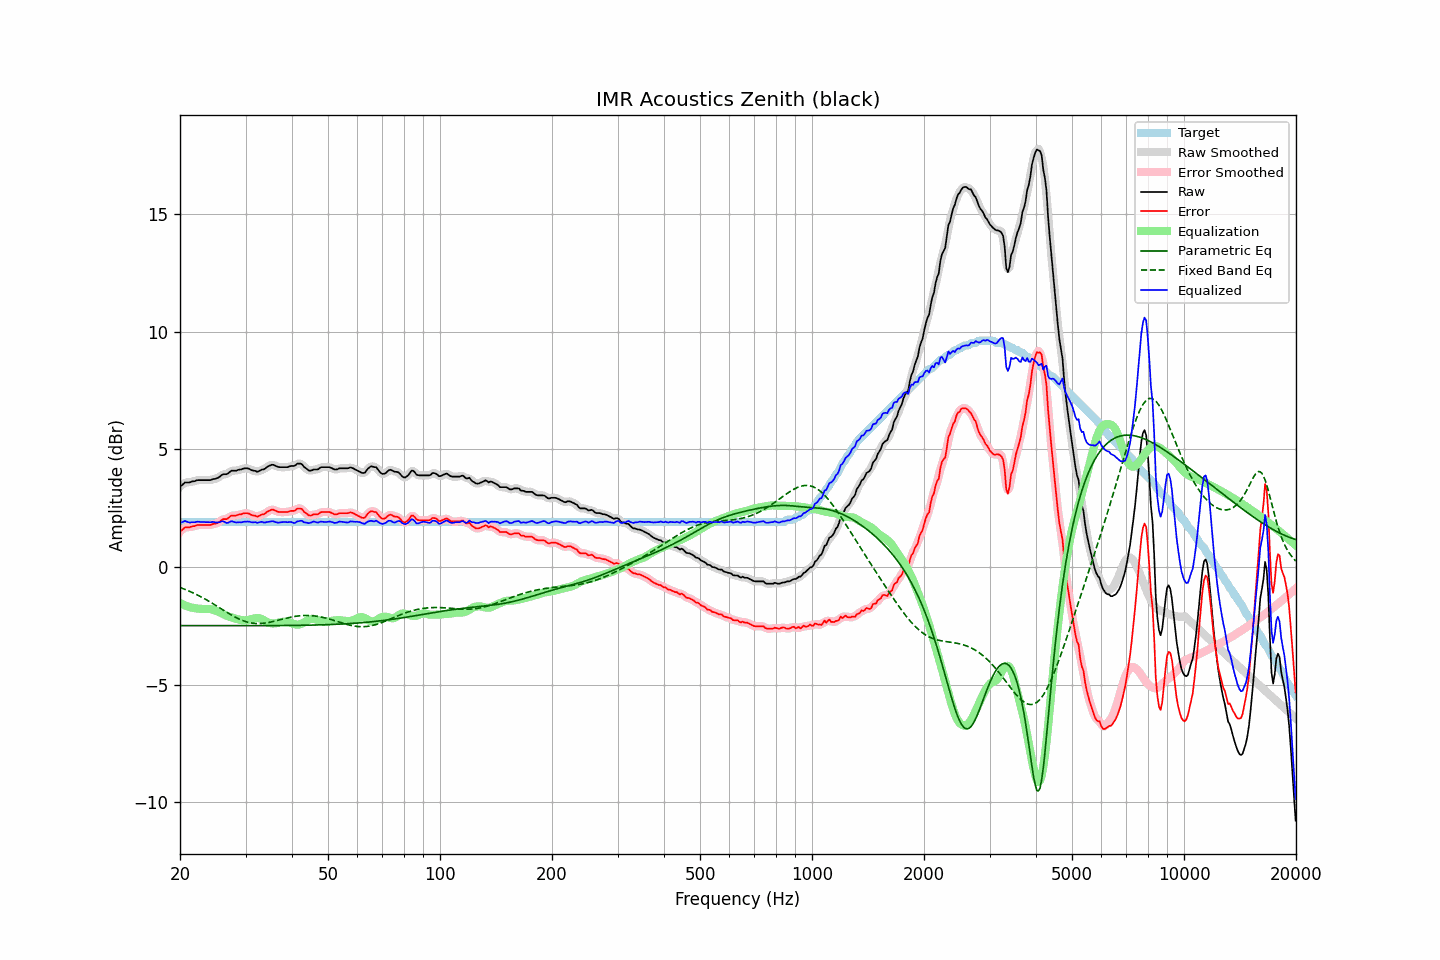 IMR Acoustics Zenith (black)
Target
Raw Smoothed
Error Smoothed
Raw
Error
Equalization
Parametric Eq
Fixed Band Eq
Equalized
Amplitude (dBr)
15
10
5
0
−5
−10
20
50
100
200
500
1000
2000
5000
10000
20000
Frequency (Hz)